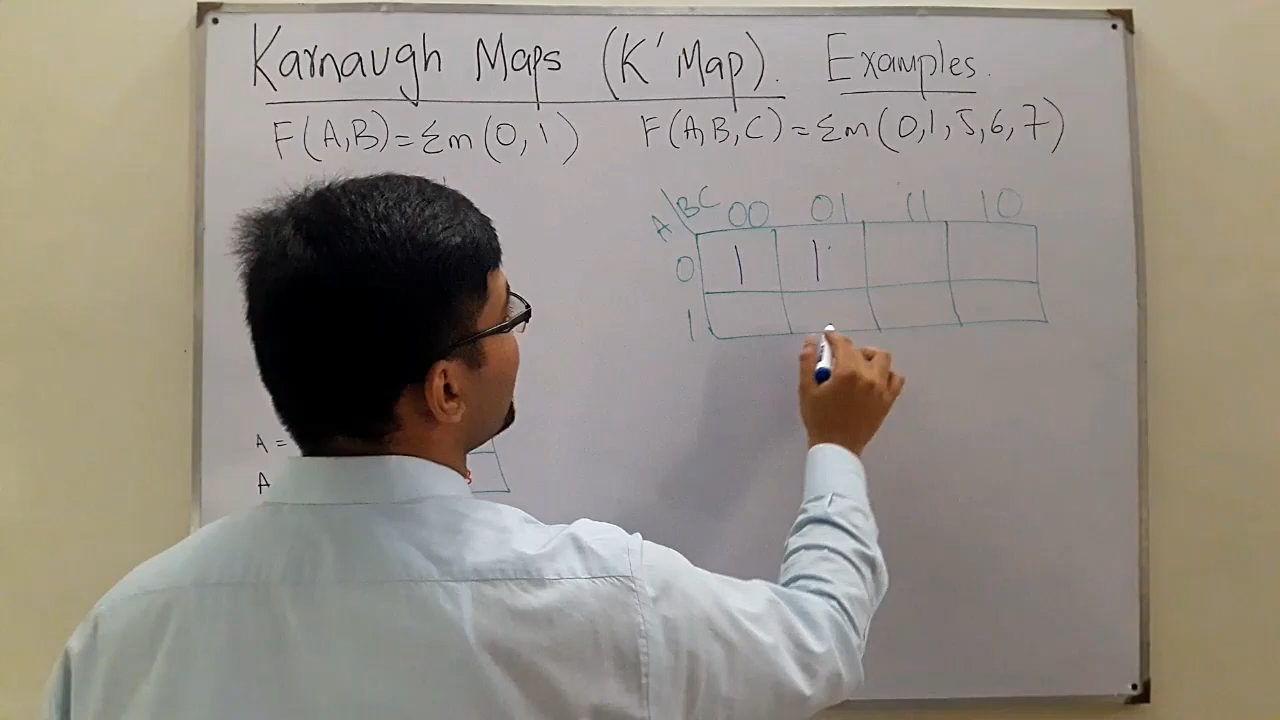 Karnaugh Maps (K' Map). Examples.
F(A,B)=Σm(0,1) F(A,B,C)=Σm(0,1,5,6,7)
A\BC 00 01 11 10
0 1 1
1
A =
A